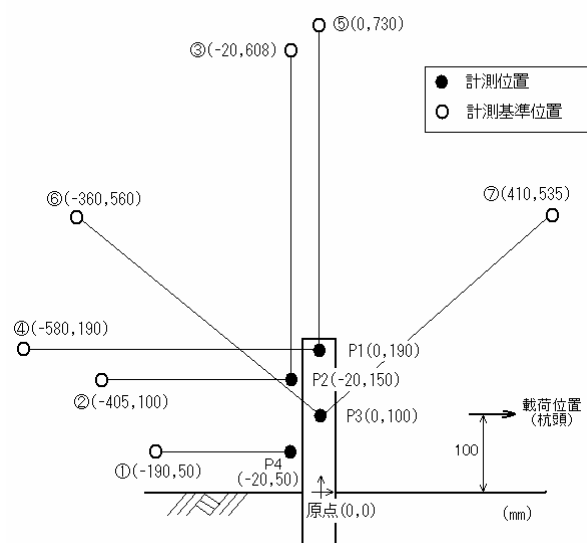 ⑤(0,730)
③(-20,608)
● 計測位置
○ 計測基準位置
⑥(-360,560)
⑦(410,535)
④(-580,190)
P1(0,190)
P2(-20,150)
②(-405,100)
P3(0,100)
載荷位置
(杭頭)
100
①(-190,50)
P4
(-20,50)
原点(0,0)
(mm)